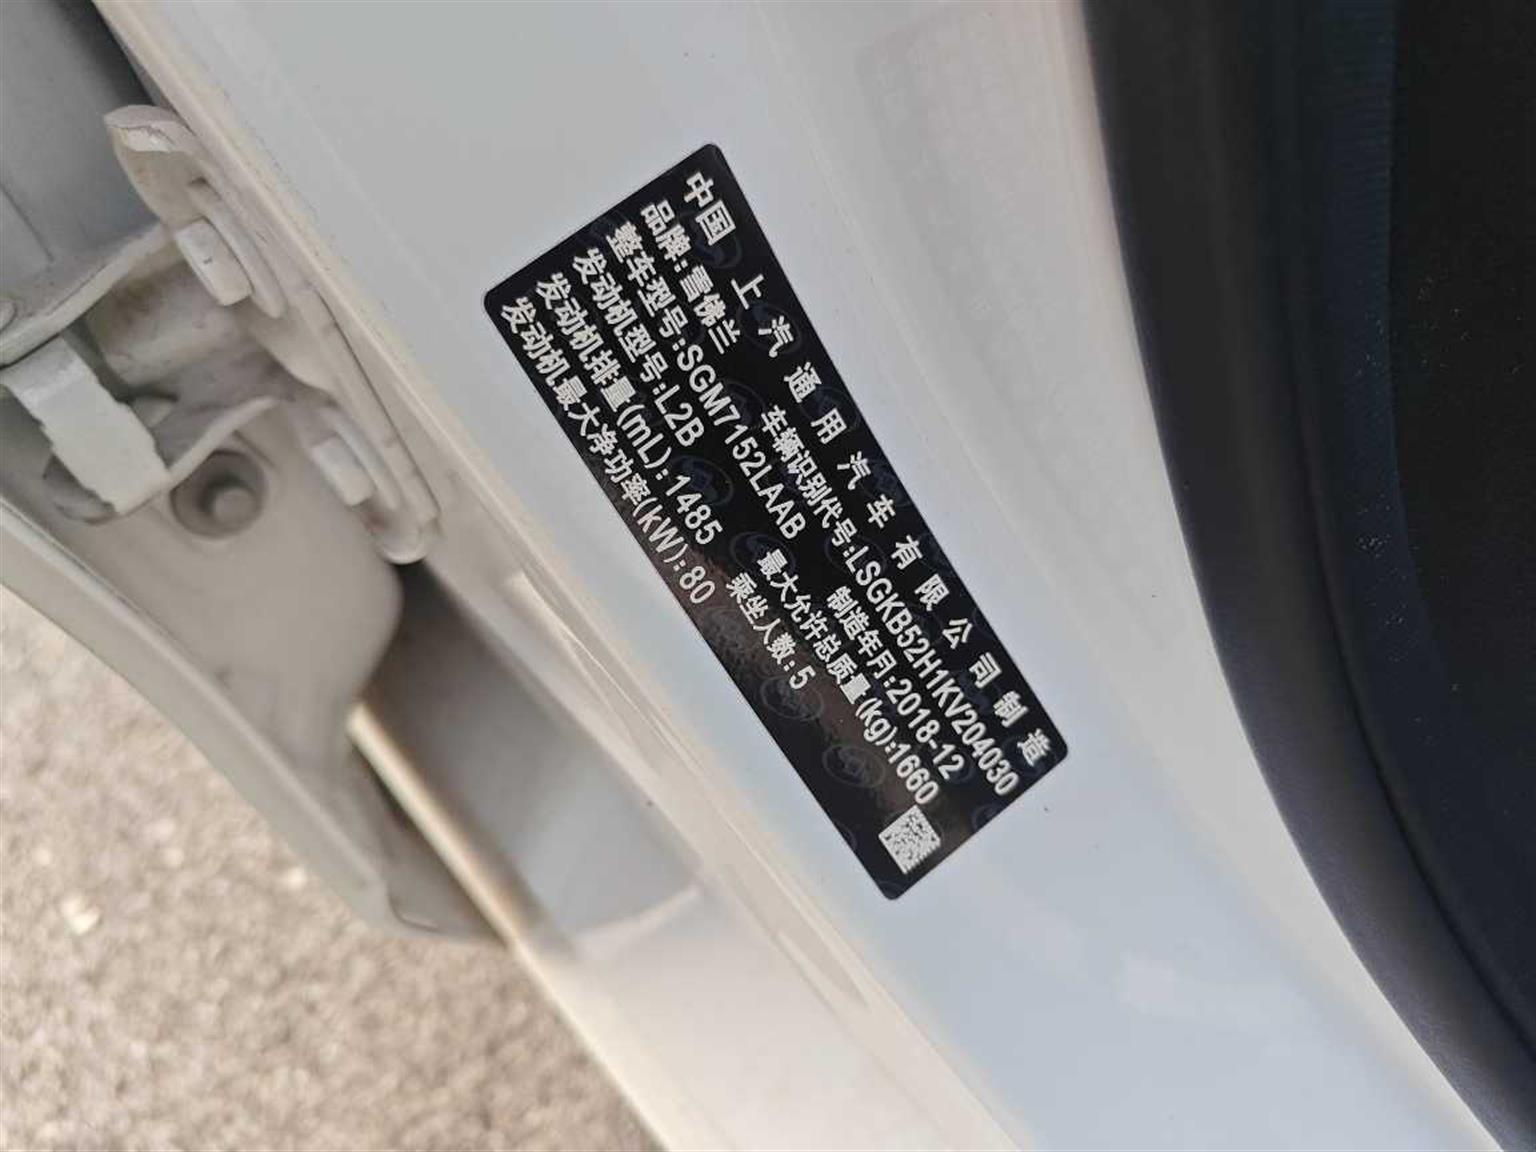 中国 上汽通用汽车有限公司制造
品牌:雪佛兰 车辆识别代号:LSGKB52H1KV204030
整车型号:SGM7152LAAB 制造年月:2018-12
发动机型号:L2B 最大允许总质量(kg):1660
发动机排量(mL):1485 乘坐人数:5
发动机最大净功率(kW):80